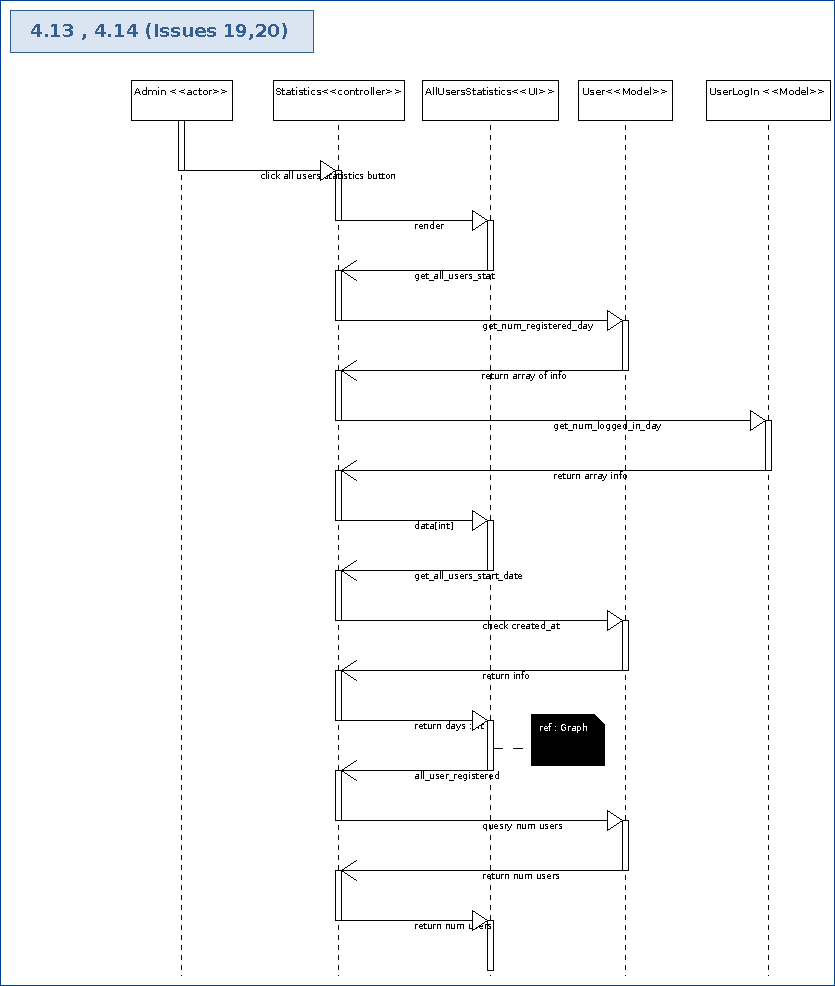 4.13 , 4.14 (Issues 19,20)
Admin <<actor>>
Statistics<<controller>>
AllUsersStatistics<<UI>>
User<<Model>>
UserLogIn <<Model>>
click all users statistics button
render
get_all_users_stat
get_num_registered_day
return array of info
get_num_logged_in_day
return array info
data[int]
get_all_users_start_date
check created_at
return info
return days : int
ref : Graph
all_user_registered
quesry num users
return num users
return num users